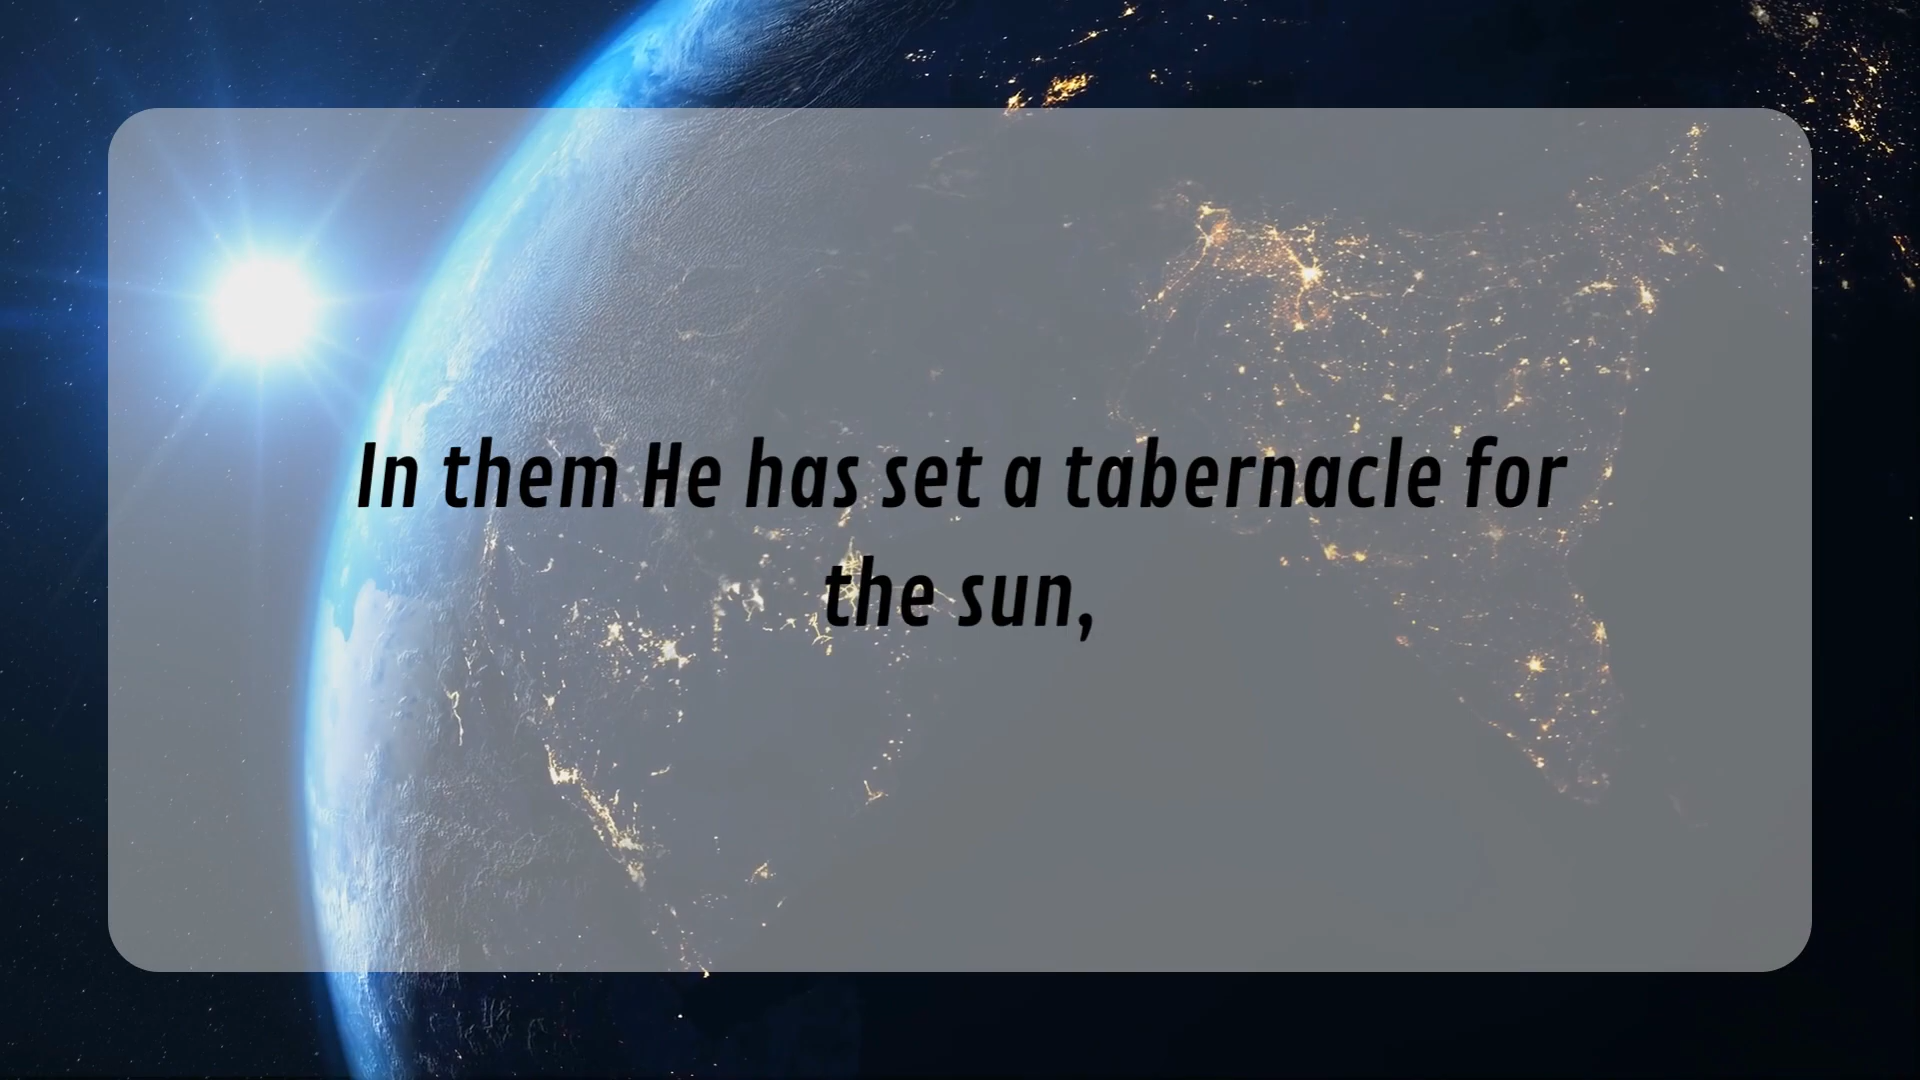 In them He has set a tabernacle for
the sun,